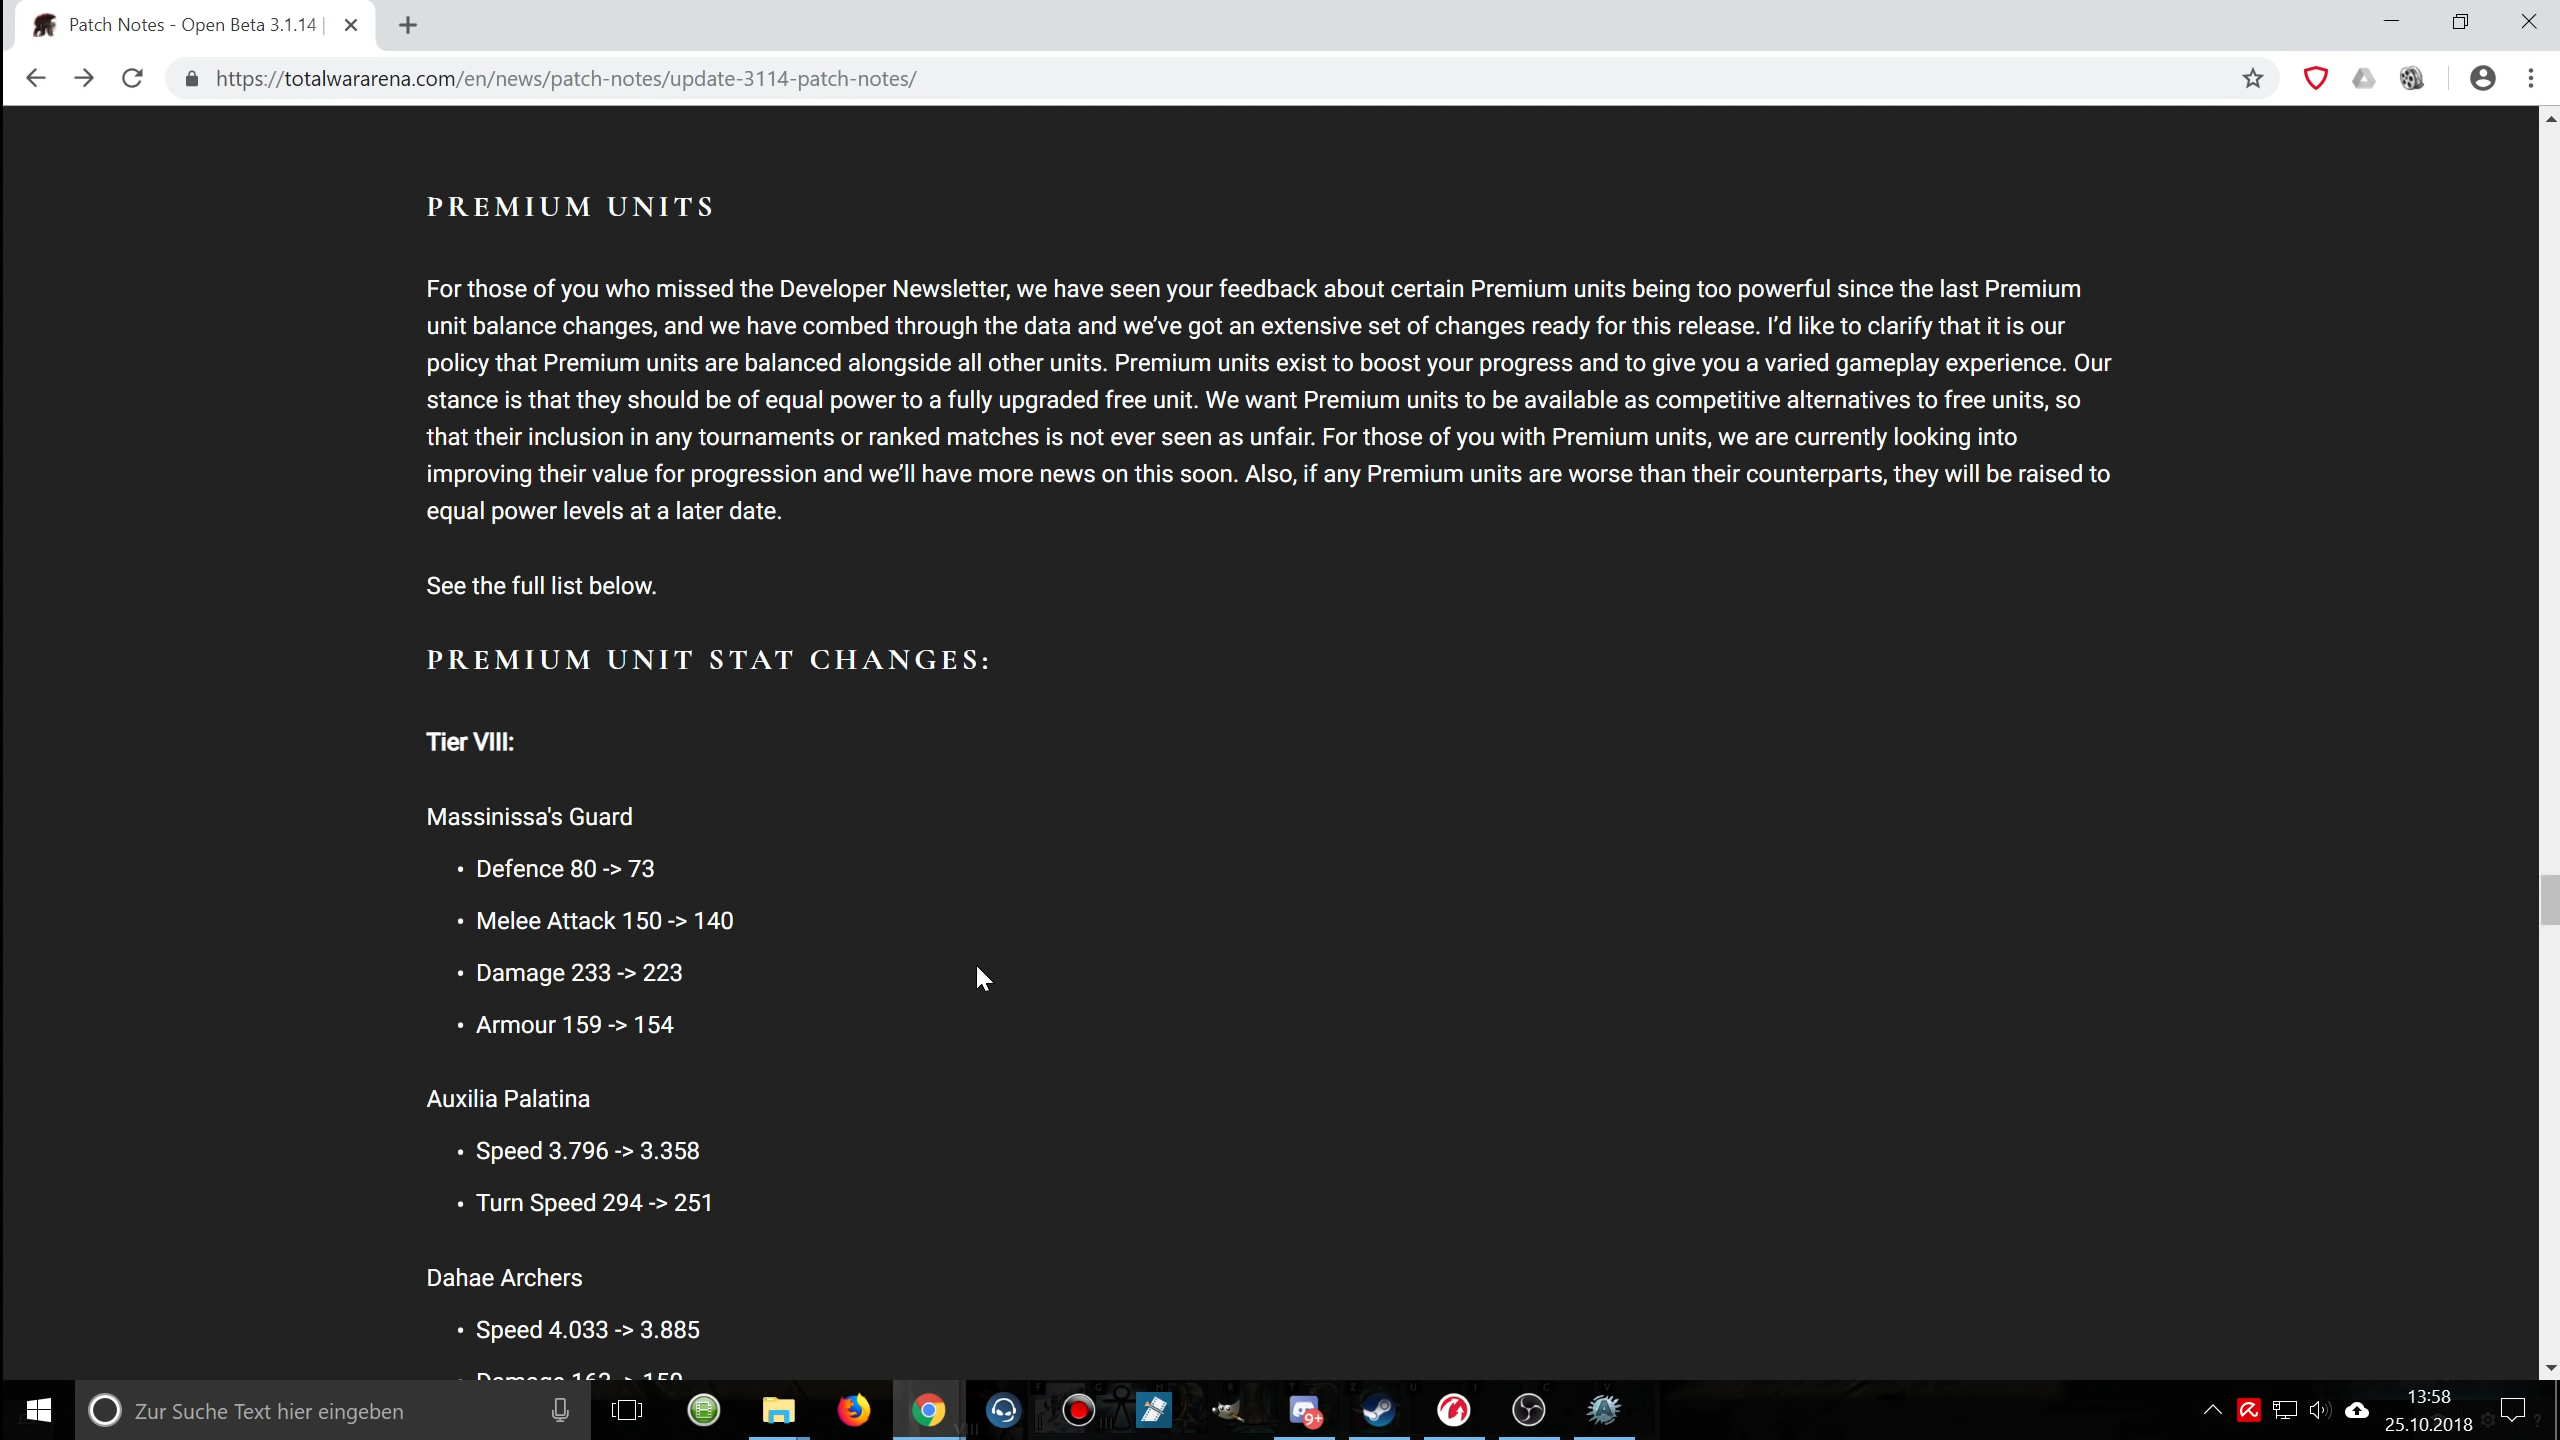 Patch Notes - Open Beta 3.1.14 |
https://totalwararena.com/en/news/patch-notes/update-3114-patch-notes/
PREMIUM UNITS
For those of you who missed the Developer Newsletter, we have seen your feedback about certain Premium units being too powerful since the last Premium
unit balance changes, and we have combed through the data and we’ve got an extensive set of changes ready for this release. I’d like to clarify that it is our
policy that Premium units are balanced alongside all other units. Premium units exist to boost your progress and to give you a varied gameplay experience. Our
stance is that they should be of equal power to a fully upgraded free unit. We want Premium units to be available as competitive alternatives to free units, so
that their inclusion in any tournaments or ranked matches is not ever seen as unfair. For those of you with Premium units, we are currently looking into
improving their value for progression and we’ll have more news on this soon. Also, if any Premium units are worse than their counterparts, they will be raised to
equal power levels at a later date.
See the full list below.
PREMIUM UNIT STAT CHANGES:
Tier VIII:
Massinissa's Guard
• Defence 80 -> 73
• Melee Attack 150 -> 140
• Damage 233 -> 223
• Armour 159 -> 154
Auxilia Palatina
• Speed 3.796 -> 3.358
• Turn Speed 294 -> 251
Dahae Archers
• Speed 4.033 -> 3.885
Zur Suche Text hier eingeben
9+
13:58
25.10.2018